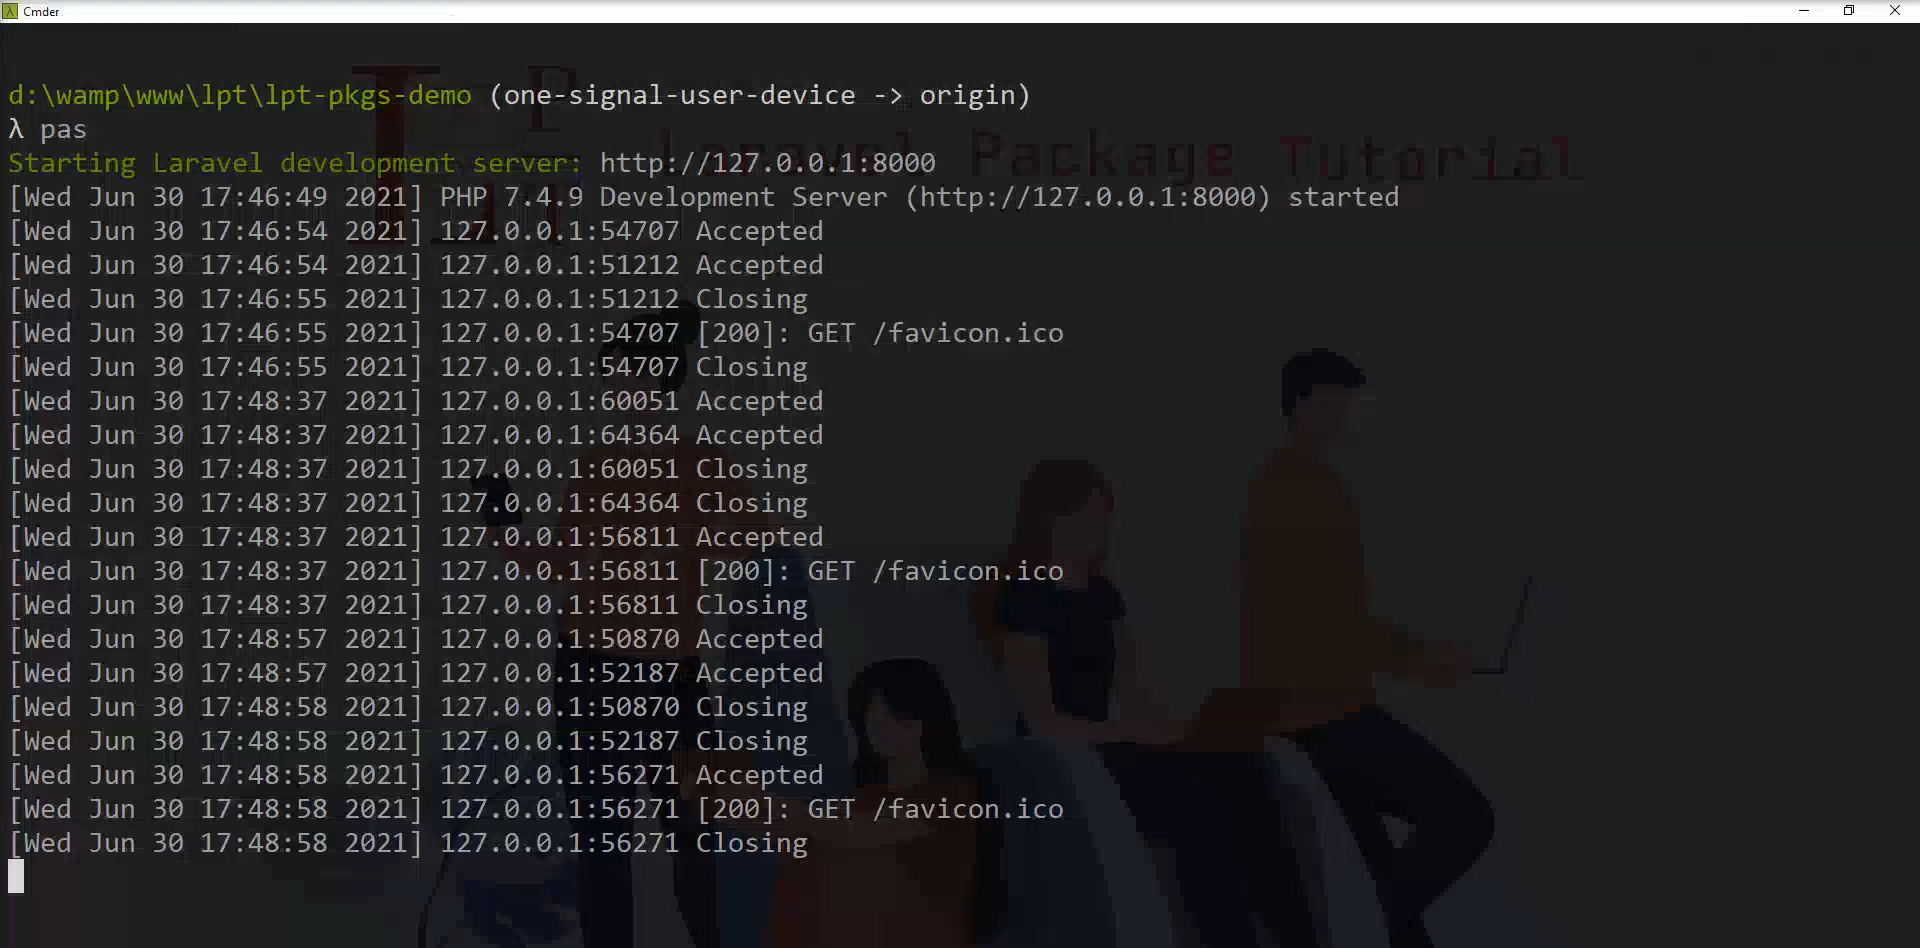 Cmder
d:\wamp\www\lpt\lpt-pkgs-demo (one-signal-user-device -> origin)
λ pas
Laravel Package Tutorial
Starting Laravel development server: http://127.0.0.1:8000
[Wed Jun 30 17:46:49 2021] PHP 7.4.9 Development Server (http://127.0.0.1:8000) started
[Wed Jun 30 17:46:54 2021] 127.0.0.1:54707 Accepted
[Wed Jun 30 17:46:54 2021] 127.0.0.1:51212 Accepted
[Wed Jun 30 17:46:55 2021] 127.0.0.1:51212 Closing
[Wed Jun 30 17:46:55 2021] 127.0.0.1:54707 [200]: GET /favicon.ico
[Wed Jun 30 17:46:55 2021] 127.0.0.1:54707 Closing
[Wed Jun 30 17:48:37 2021] 127.0.0.1:60051 Accepted
[Wed Jun 30 17:48:37 2021] 127.0.0.1:64364 Accepted
[Wed Jun 30 17:48:37 2021] 127.0.0.1:60051 Closing
[Wed Jun 30 17:48:37 2021] 127.0.0.1:64364 Closing
[Wed Jun 30 17:48:37 2021] 127.0.0.1:56811 Accepted
[Wed Jun 30 17:48:37 2021] 127.0.0.1:56811 [200]: GET /favicon.ico
[Wed Jun 30 17:48:37 2021] 127.0.0.1:56811 Closing
[Wed Jun 30 17:48:57 2021] 127.0.0.1:50870 Accepted
[Wed Jun 30 17:48:57 2021] 127.0.0.1:52187 Accepted
[Wed Jun 30 17:48:58 2021] 127.0.0.1:50870 Closing
[Wed Jun 30 17:48:58 2021] 127.0.0.1:52187 Closing
[Wed Jun 30 17:48:58 2021] 127.0.0.1:56271 Accepted
[Wed Jun 30 17:48:58 2021] 127.0.0.1:56271 [200]: GET /favicon.ico
[Wed Jun 30 17:48:58 2021] 127.0.0.1:56271 Closing